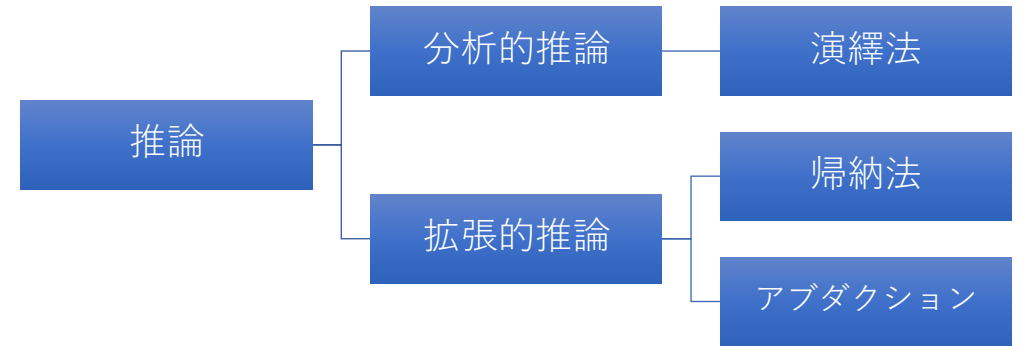 推論
分析的推論
演繹法
拡張的推論
帰納法
アブダクション